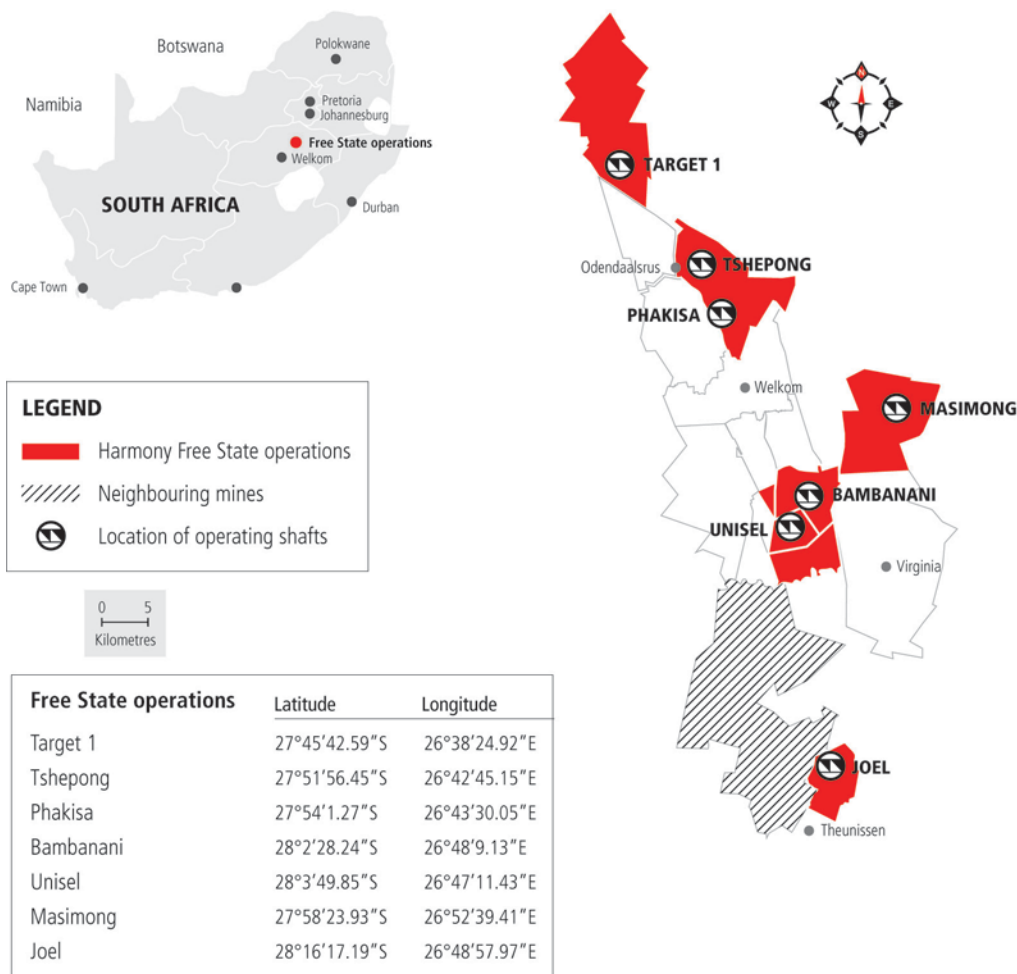 Botswana
Polokwane
Namibia
Pretoria
Johannesburg
Free State operations
Welkom
SOUTH AFRICA
Durban
Cape Town
N
W
E
S
TARGET 1
TSHEPONG
Odendaalsrus
PHAKISA
Welkom
MASIMONG
BAMBANANI
UNISEL
Virginia
JOEL
Theunissen
LEGEND
Harmony Free State operations
Neighbouring mines
Location of operating shafts
0 5
Kilometres
Free State operations Latitude Longitude
Target 1 27°45’42.59”S 26°38’24.92”E
Tshepong 27°51’56.45”S 26°42’45.15”E
Phakisa 27°54’1.27”S 26°43’30.05”E
Bambanani 28°2’28.24”S 26°48’9.13”E
Unisel 28°3’49.85”S 26°47’11.43”E
Masimong 27°58’23.93”S 26°52’39.41”E
Joel 28°16’17.19”S 26°48’57.97”E